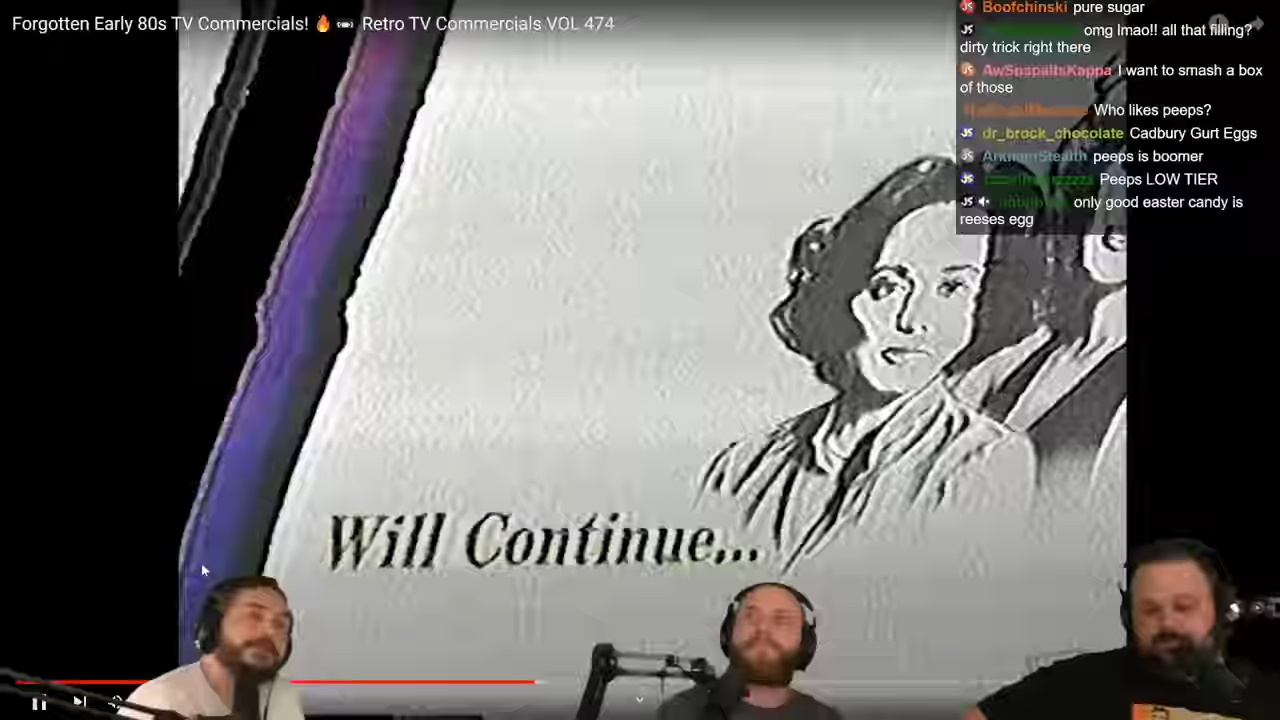 Forgotten Early 80s TV Commercials! 🔥 📼 Retro TV Commercials VOL 474
Boofchinski pure sugar
omg lmao!! all that filling?
dirty trick right there
I want to smash a box
of those
Who likes peeps?
dr_brock_chocolate Cadbury Gurt Eggs
peeps is boomer
Peeps LOW TIER
only good easter candy is
reeses egg
Will Continue...